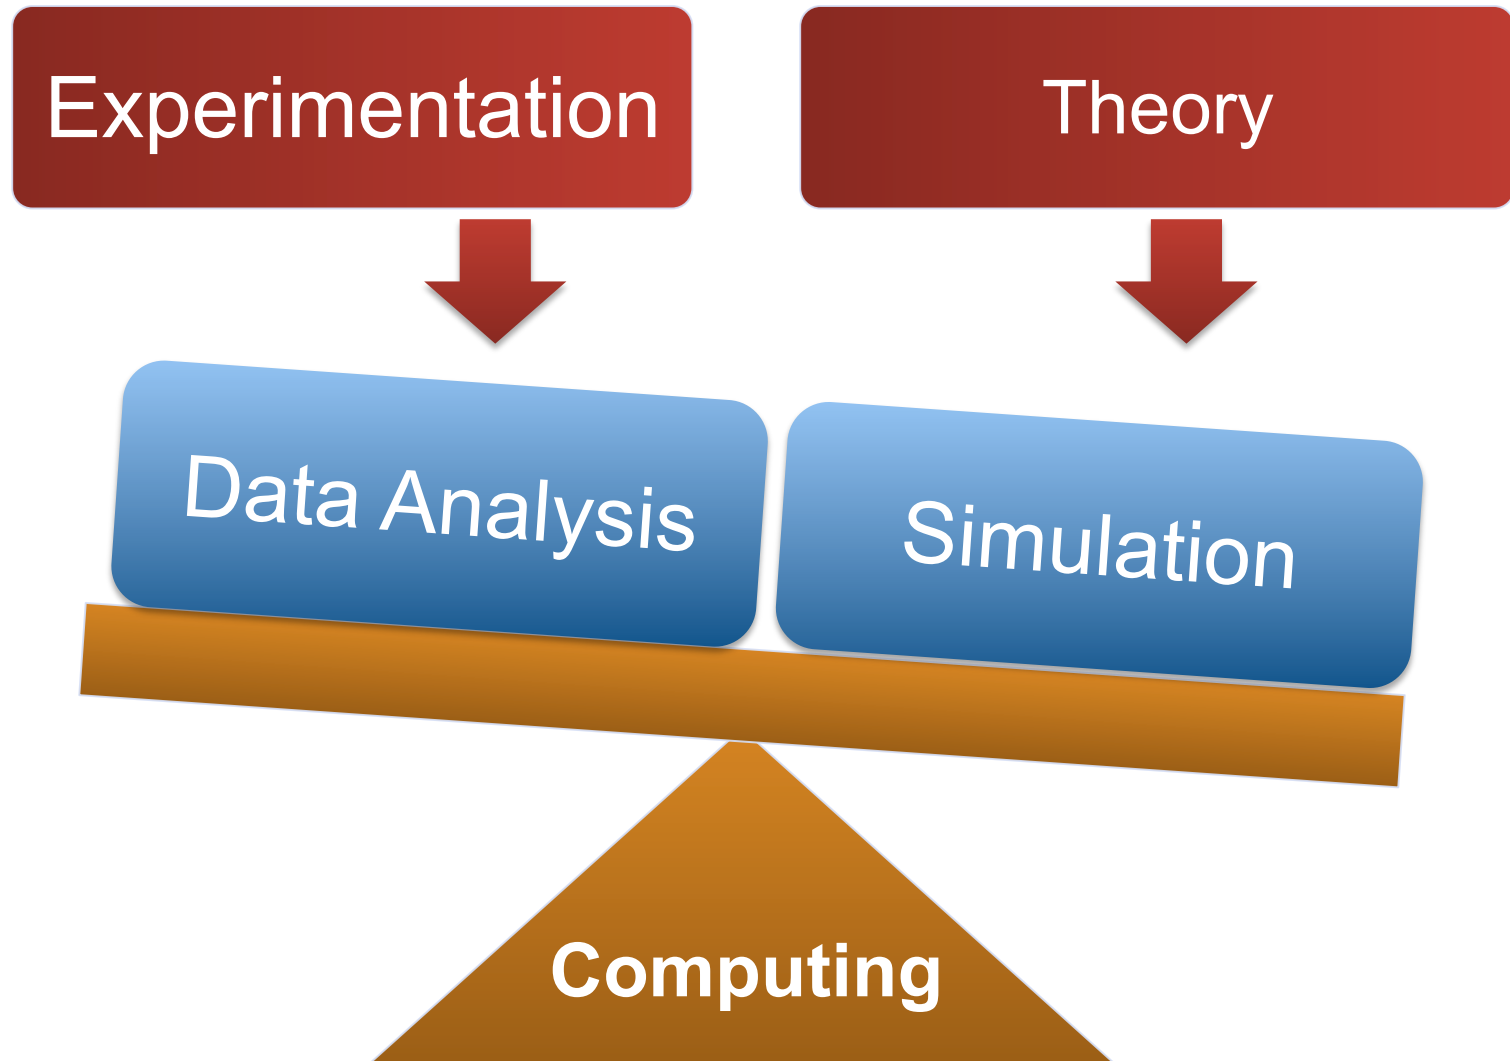 Experimentation
Theory
Data Analysis
Simulation
Computing